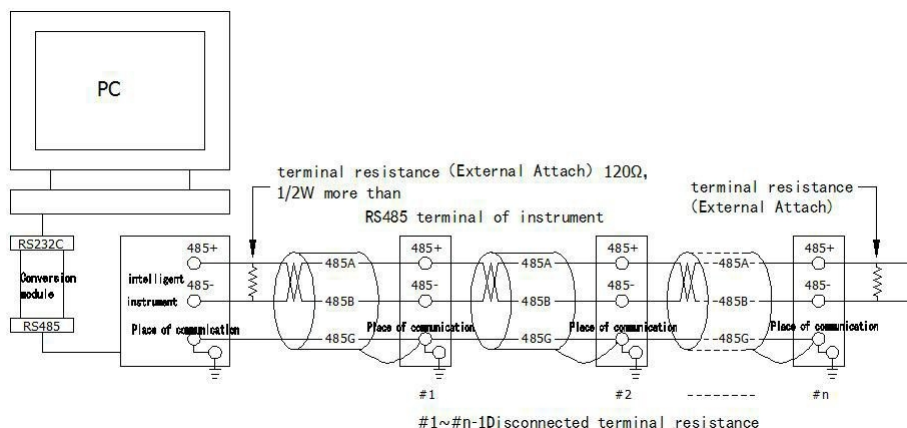 PC
terminal resistance (External Attach) 120Ω,
1/2W more than
terminal resistance
(External Attach)
RS485 terminal of instrument
RS232C
Conversion
module
RS485
485+
intelligent
485-
instrument
Place of communication
485A
485B
485G
485+
485-
Place of communication
485A
485B
485G
485+
485-
Place of communication
485A
485B
485G
485+
485-
Place of communication
#1
#2
#n
#1~#n-1Disconnected terminal resistance